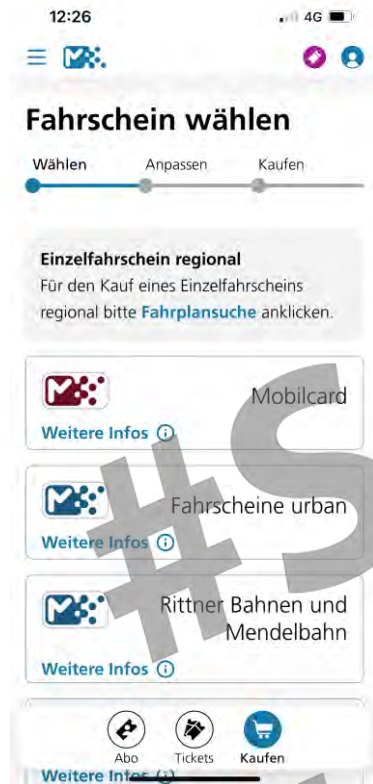 12:26
4G
Fahrschein wählen
Wählen Anpassen Kaufen
Einzelfahrschein regional
Für den Kauf eines Einzelfahrscheins
regional bitte Fahrplansuche anklicken.
Mobilcard
Weitere Infos
Fahrscheine urban
Weitere Infos
Rittner Bahnen und
Mendelbahn
Weitere Infos
Abo Tickets Kaufen
Weitere Infos
#S